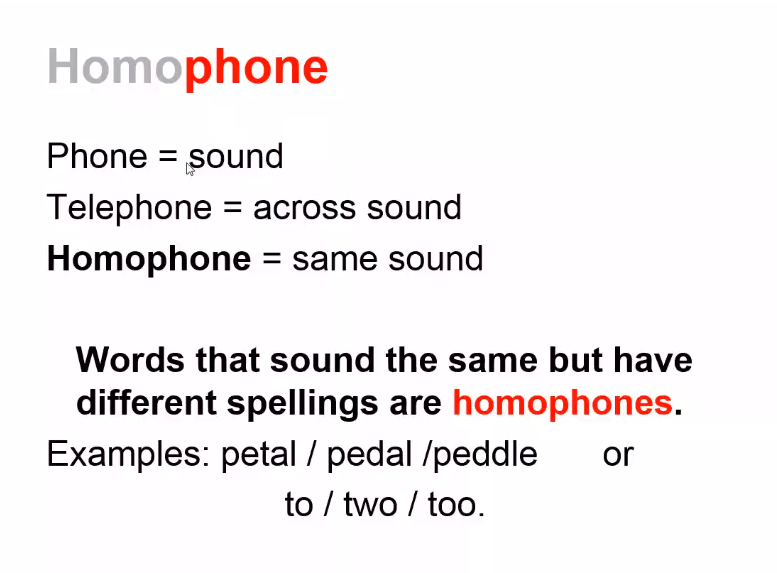 Homophone
Phone = sound
Telephone = across sound
Homophone = same sound
Words that sound the same but have
different spellings are homophones.
Examples: petal / pedal /peddle or
to / two / too.